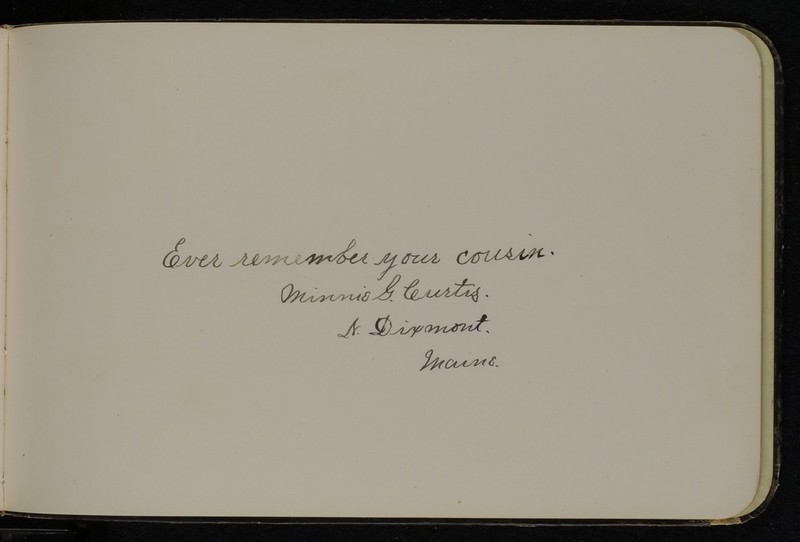 Ever remember your cousin.
Minnie G. Curtis.
N. Dixmont.
Maine.